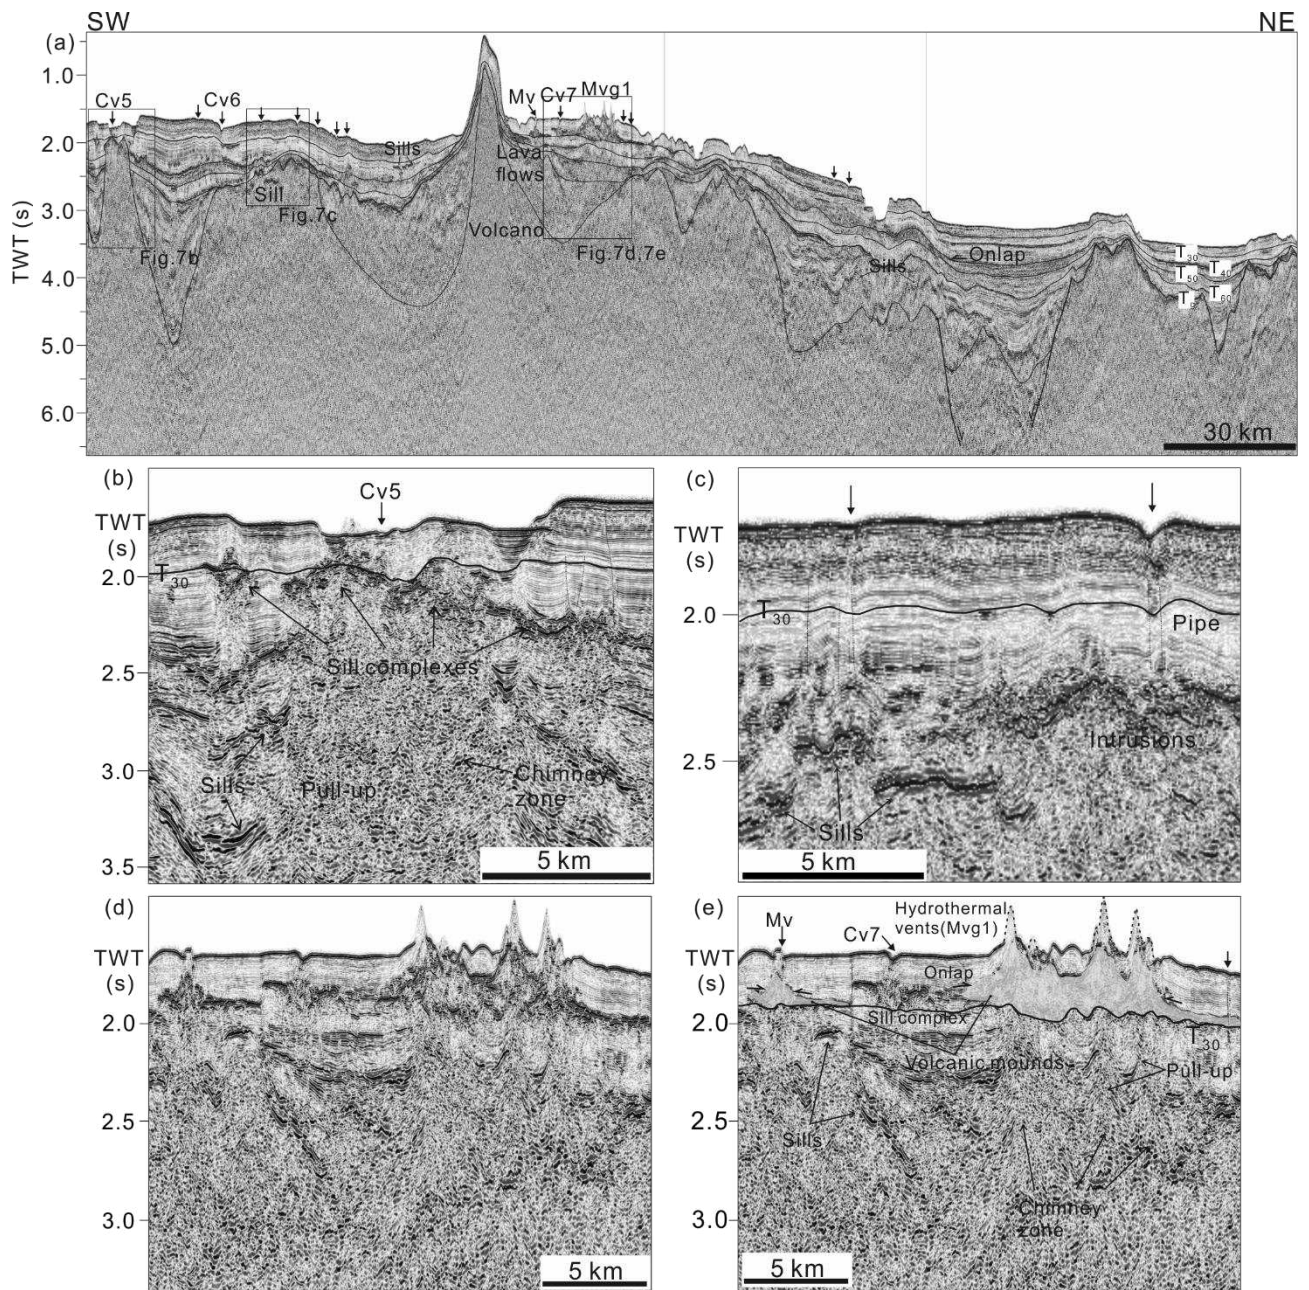 SW
NE
(a)
1.0
2.0
3.0
4.0
5.0
6.0
TWT (s)
Cv5
Cv6
Mv
Cv7
Mvg1
Sills
Lava
flows
Sill
Fig.7c
Volcano
Fig.7b
Fig.7d,7e
Onlap
Sills
T30
T40
T50
T60
30 km
(b)
TWT
(s)
Cv5
2.0
T30
Sill complexes
2.5
3.0
Sills
Pull-up
Chimney
zone
3.5
5 km
(c)
TWT
(s)
2.0
T30
Pipe
2.5
Intrusions
Sills
5 km
(d)
TWT
(s)
2.0
2.5
3.0
5 km
(e)
TWT
(s)
Mv
Cv7
Hydrothermal
vents(Mvg1)
Onlap
Sill complex
2.0
T30
Volcanic mounds
Pull-up
2.5
Sills
Chimney
zone
3.0
5 km